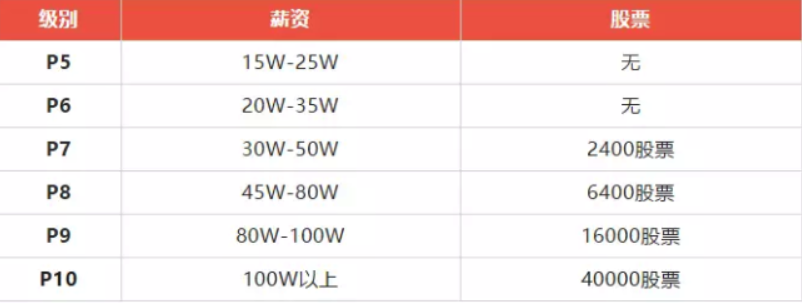 级别 薪资 股票
P5 15W-25W 无
P6 20W-35W 无
P7 30W-50W 2400股票
P8 45W-80W 6400股票
P9 80W-100W 16000股票
P10 100W以上 40000股票